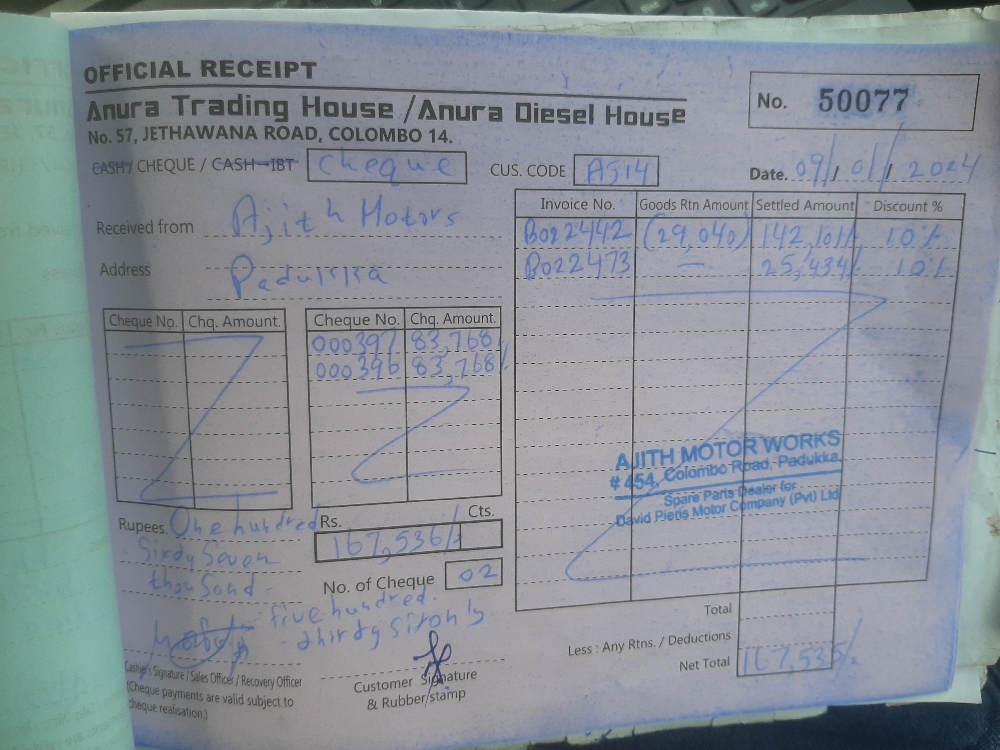 OFFICIAL RECEIPT
Anura Trading House / Anura Diesel House
No. 57, JETHAWANA ROAD, COLOMBO 14.
No. 50077
CASH / CHEQUE / CASH - IBT cheque
CUS. CODE AJ14
Date. 09/01/2024
Received from Ajith Motors
Address Padukka
Invoice No. Goods Rtn Amount Settled Amount Discount %
B022442 (29,040) 142,101/- 10%
B022473 — 25,434/- 10%
Cheque No. Chq. Amount. Cheque No. Chq. Amount.
000397 83,768/-
000396 83,768/-
AJITH MOTOR WORKS
# 454, Colombo Road, Padukka.
Spare Parts Dealer for
David Pieris Motor Company (Pvt) Ltd
Rupees. One hundred
Sixdy Seven
thousand
five hundred
thirdy Six only
Rs. Cts.
167,536/-
No. of Cheque 02
Total
Less : Any Rtns. / Deductions
Net Total 167,535/-
Casher's Signature / Sales Officer / Recovery Officer
(Cheque payments are valid subject to
cheque realisation.)
Customer Signature
& Rubber/stamp